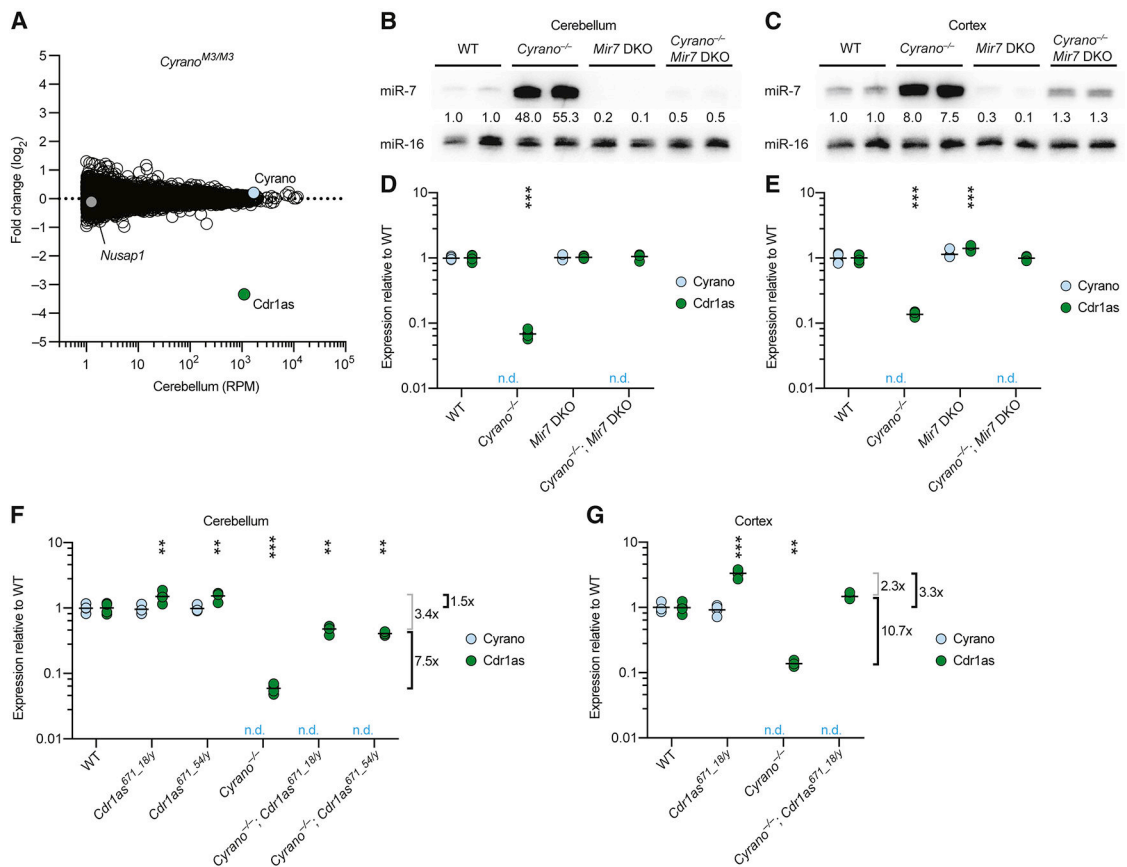 A
Cyrano^M3/M3
5
4
3
2
1
0
–1
–2
–3
–4
–5
Fold change (log2)
Cyrano
Nusap1
Cdr1as
1
10
10^2
10^3
10^4
10^5
Cerebellum (RPM)
B
Cerebellum
WT
Cyrano^–/–
Mir7 DKO
Cyrano^–/–
Mir7 DKO
miR-7
1.0 1.0 48.0 55.3 0.2 0.1 0.5 0.5
miR-16
C
Cortex
WT
Cyrano^–/–
Mir7 DKO
Cyrano^–/–
Mir7 DKO
miR-7
1.0 1.0 8.0 7.5 0.3 0.1 1.3 1.3
miR-16
D
Expression relative to WT
10
1
0.1
0.01
***
n.d.
n.d.
Cyrano
Cdr1as
WT
Cyrano^–/–
Mir7 DKO
Cyrano^–/–; Mir7 DKO
E
Expression relative to WT
10
1
0.1
0.01
***
***
n.d.
n.d.
Cyrano
Cdr1as
WT
Cyrano^–/–
Mir7 DKO
Cyrano^–/–; Mir7 DKO
F
Cerebellum
Expression relative to WT
10
1
0.1
0.01
**
**
***
**
**
n.d.
n.d.
n.d.
3.4x
1.5x
7.5x
Cyrano
Cdr1as
WT
Cdr1as^671_18/y
Cdr1as^671_54/y
Cyrano^–/–
Cyrano^–/–; Cdr1as^671_18/y
Cyrano^–/–; Cdr1as^671_54/y
G
Cortex
Expression relative to WT
10
1
0.1
0.01
***
**
n.d.
n.d.
2.3x
3.3x
10.7x
Cyrano
Cdr1as
WT
Cdr1as^671_18/y
Cyrano^–/–
Cyrano^–/–; Cdr1as^671_18/y